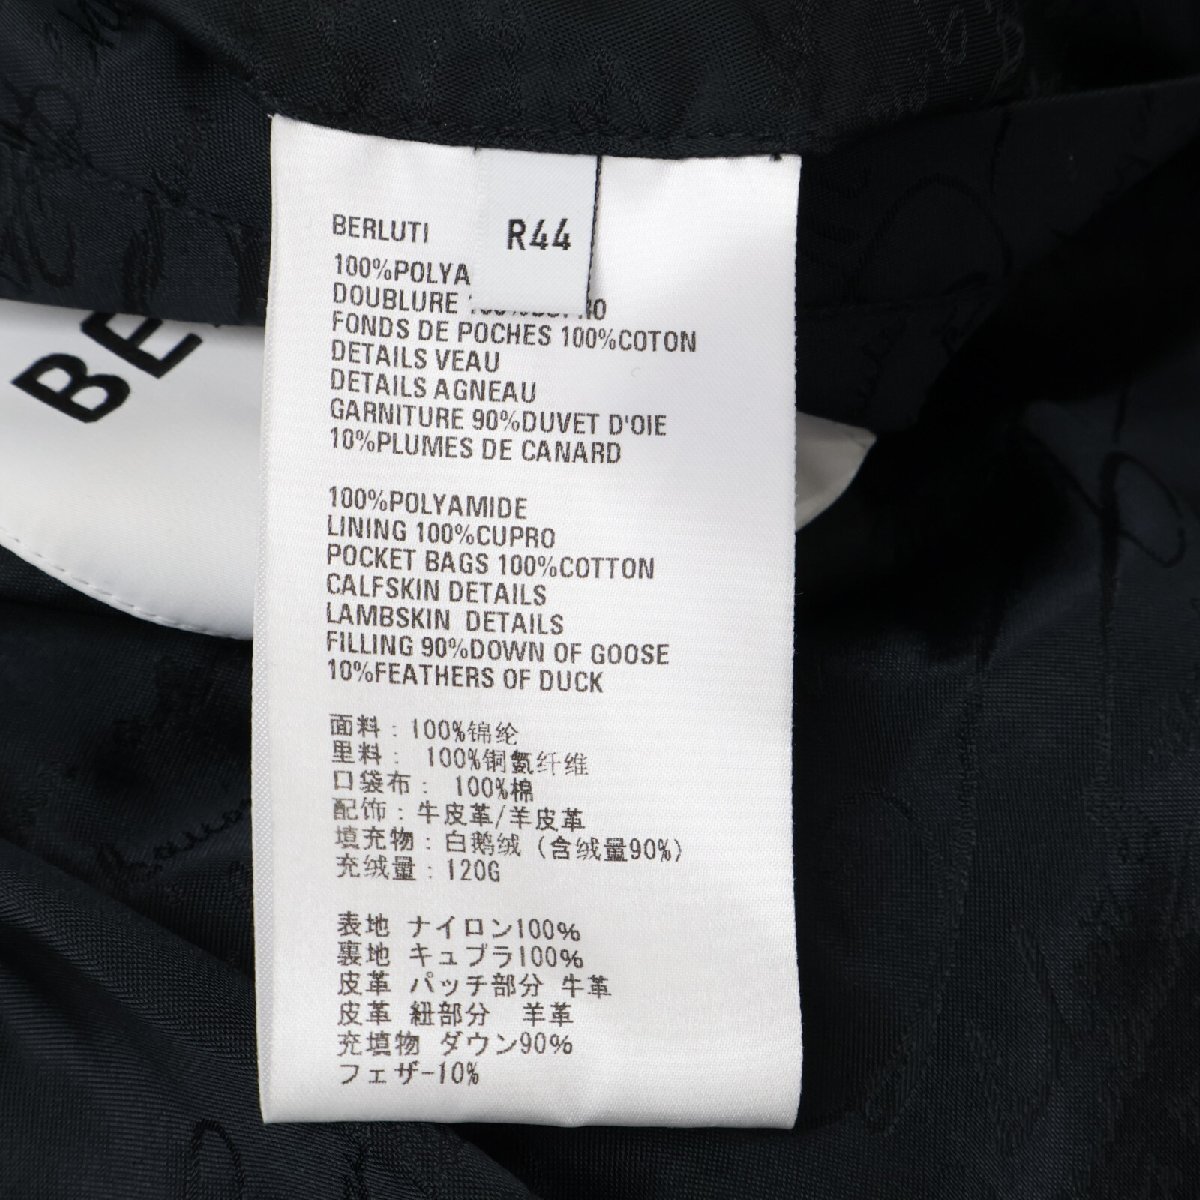 BERLUTI
R44
100%POLYA
DOUBLURE
FONDS DE POCHES 100%COTON
DETAILS VEAU
DETAILS AGNEAU
GARNITURE 90%DUVET D'OIE
10%PLUMES DE CANARD
100%POLYAMIDE
LINING 100%CUPRO
POCKET BAGS 100%COTTON
CALFSKIN DETAILS
LAMBSKIN DETAILS
FILLING 90%DOWN OF GOOSE
10%FEATHERS OF DUCK
面料：100%锦纶
里料： 100%铜氨纤维
口袋布： 100%棉
配饰：牛皮革/羊皮革
填充物：白鹅绒（含绒量90%）
充绒量：120G
表地 ナイロン100%
裏地 キュプラ100%
皮革 パッチ部分 牛革
皮革 紐部分 羊革
充填物 ダウン90%
フェザ-10%
BE